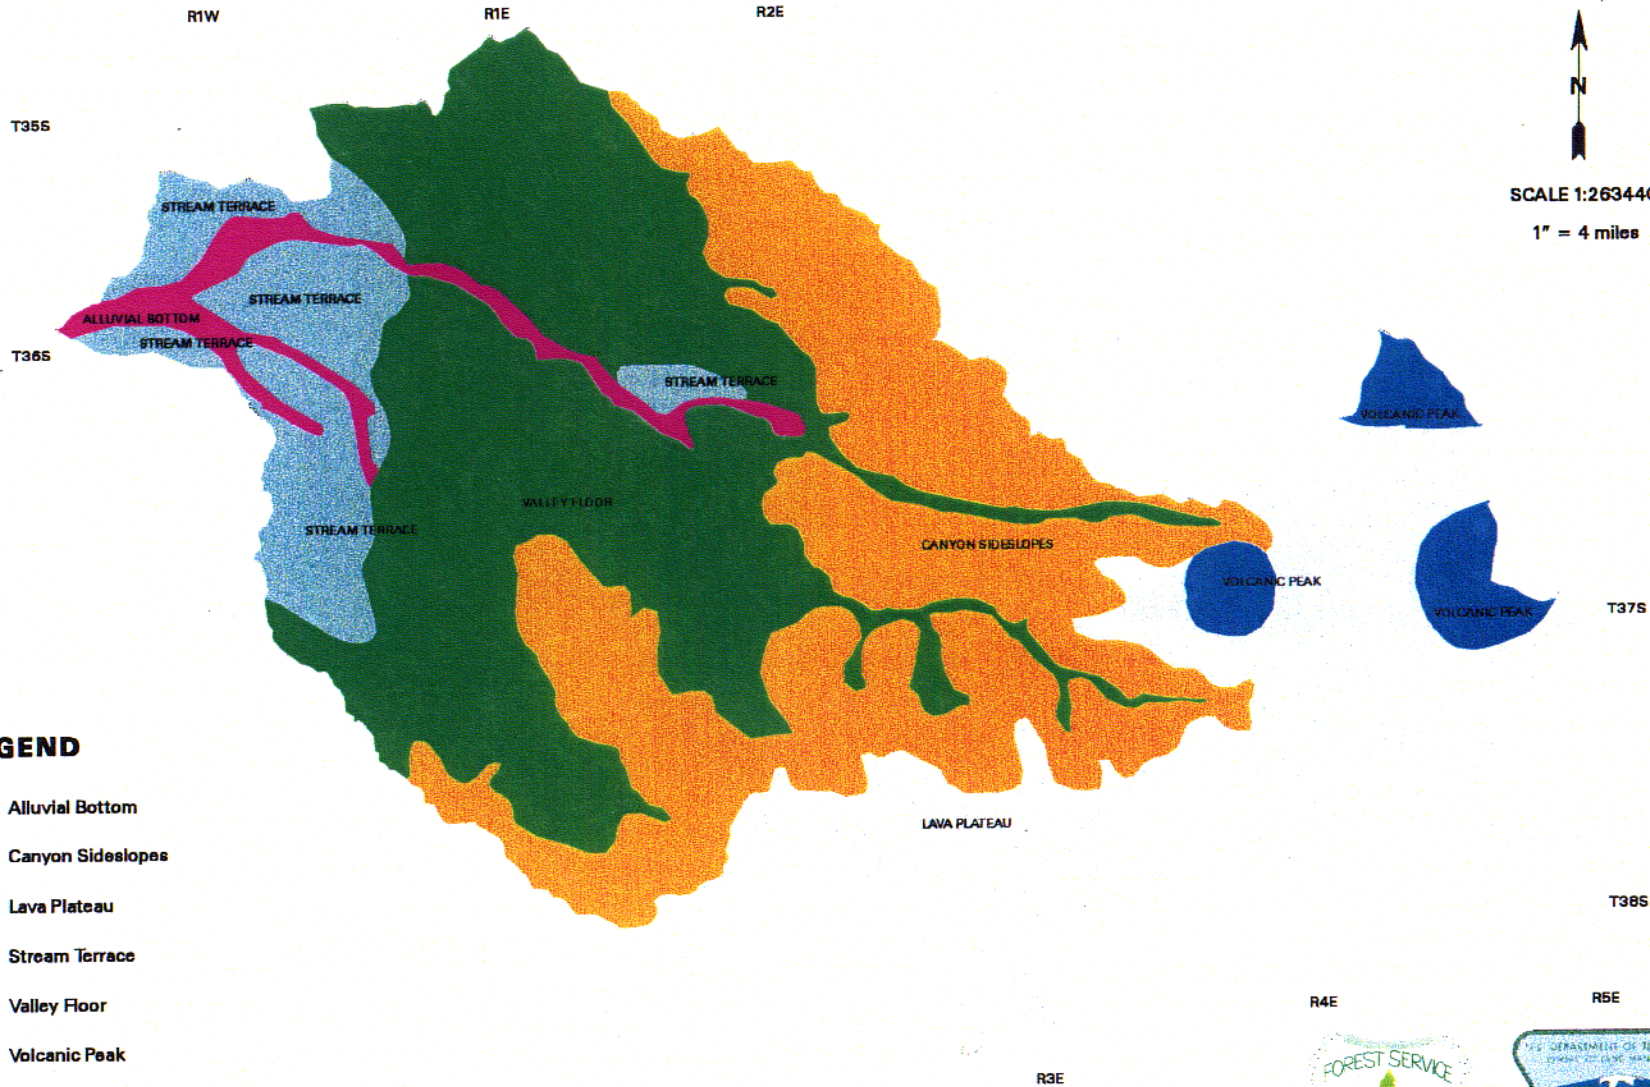 R1W
R1E
R2E
N
T35S
SCALE 1:263440
1" = 4 miles
STREAM TERRACE
STREAM TERRACE
ALLUVIAL BOTTOM
STREAM TERRACE
T36S
STREAM TERRACE
VOLCANIC PEAK
VALLEY FLOOR
STREAM TERRACE
CANYON SIDESLOPES
VOLCANIC PEAK
VOLCANIC PEAK
T37S
GEND
Alluvial Bottom
LAVA PLATEAU
Canyon Sideslopes
Lava Plateau
T38S
Stream Terrace
Valley Floor
R4E
R5E
Volcanic Peak
FOREST SERVICE
R3E